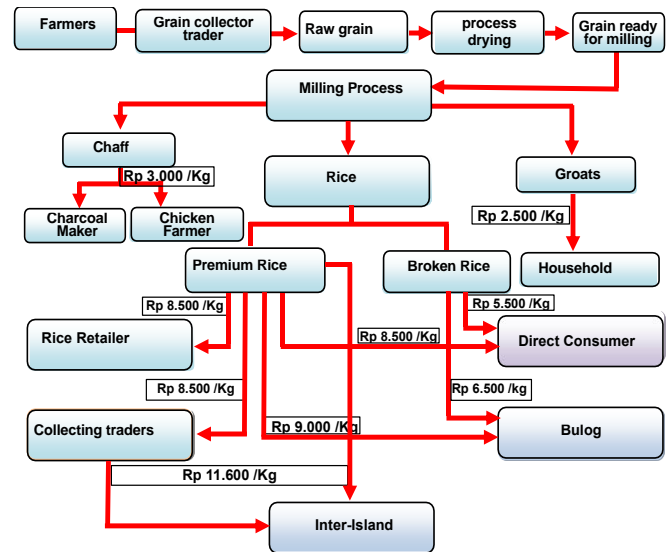 Farmers
Grain collector
trader
Raw grain
process
drying
Grain ready
for milling
Milling Process
Chaff
Rp 3.000 /Kg
Rice
Groats
Rp 2.500 /Kg
Charcoal
Maker
Chicken
Farmer
Premium Rice
Broken Rice
Household
Rp 8.500 /Kg
Rp 5.500 /Kg
Rice Retailer
Rp 8.500 /Kg
Direct Consumer
Rp 8.500 /Kg
Rp 6.500 /kg
Collecting traders
Rp 9.000 /Kg
Bulog
Rp 11.600 /Kg
Inter-Island